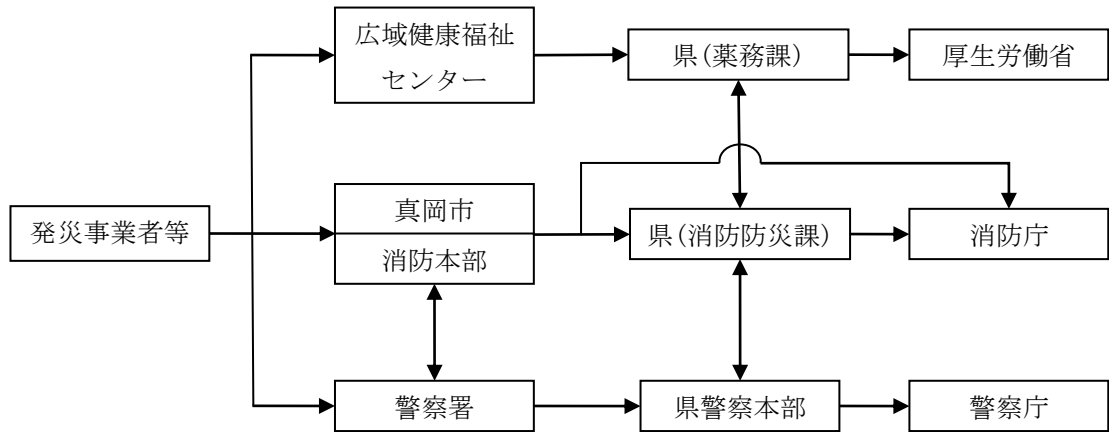 広域健康福祉
センター
県(薬務課)
厚生労働省
発災事業者等
真岡市
消防本部
県(消防防災課)
消防庁
警察署
県警察本部
警察庁